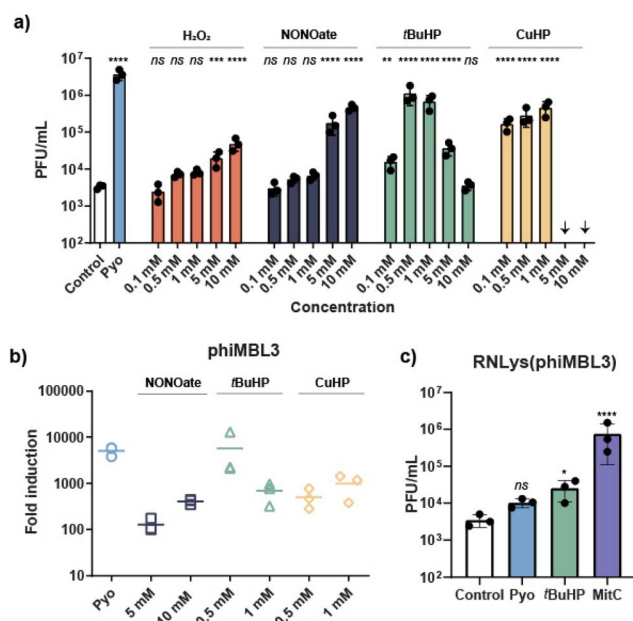 a)
H₂O₂ NONOate tBuHP CuHP
**** ns ns ns *** **** ns ns ns **** **** ** **** **** **** ns **** **** ****
PFU/mL
10⁷
10⁶
10⁵
10⁴
10³
10²
Control Pyo 0.1 mM 0.5 mM 1 mM 5 mM 10 mM 0.1 mM 0.5 mM 1 mM 5 mM 10 mM 0.1 mM 0.5 mM 1 mM 5 mM 10 mM 0.1 mM 0.5 mM 1 mM 5 mM 10 mM
Concentration
b)
phiMBL3
NONOate tBuHP CuHP
Fold induction
100000
10000
1000
100
10
Pyo 5 mM 10 mM 0.5 mM 1 mM 0.5 mM 1 mM
c)
RNLys(phiMBL3)
PFU/mL
10⁷
10⁶
10⁵
10⁴
10³
10²
ns * ****
Control Pyo tBuHP MitC